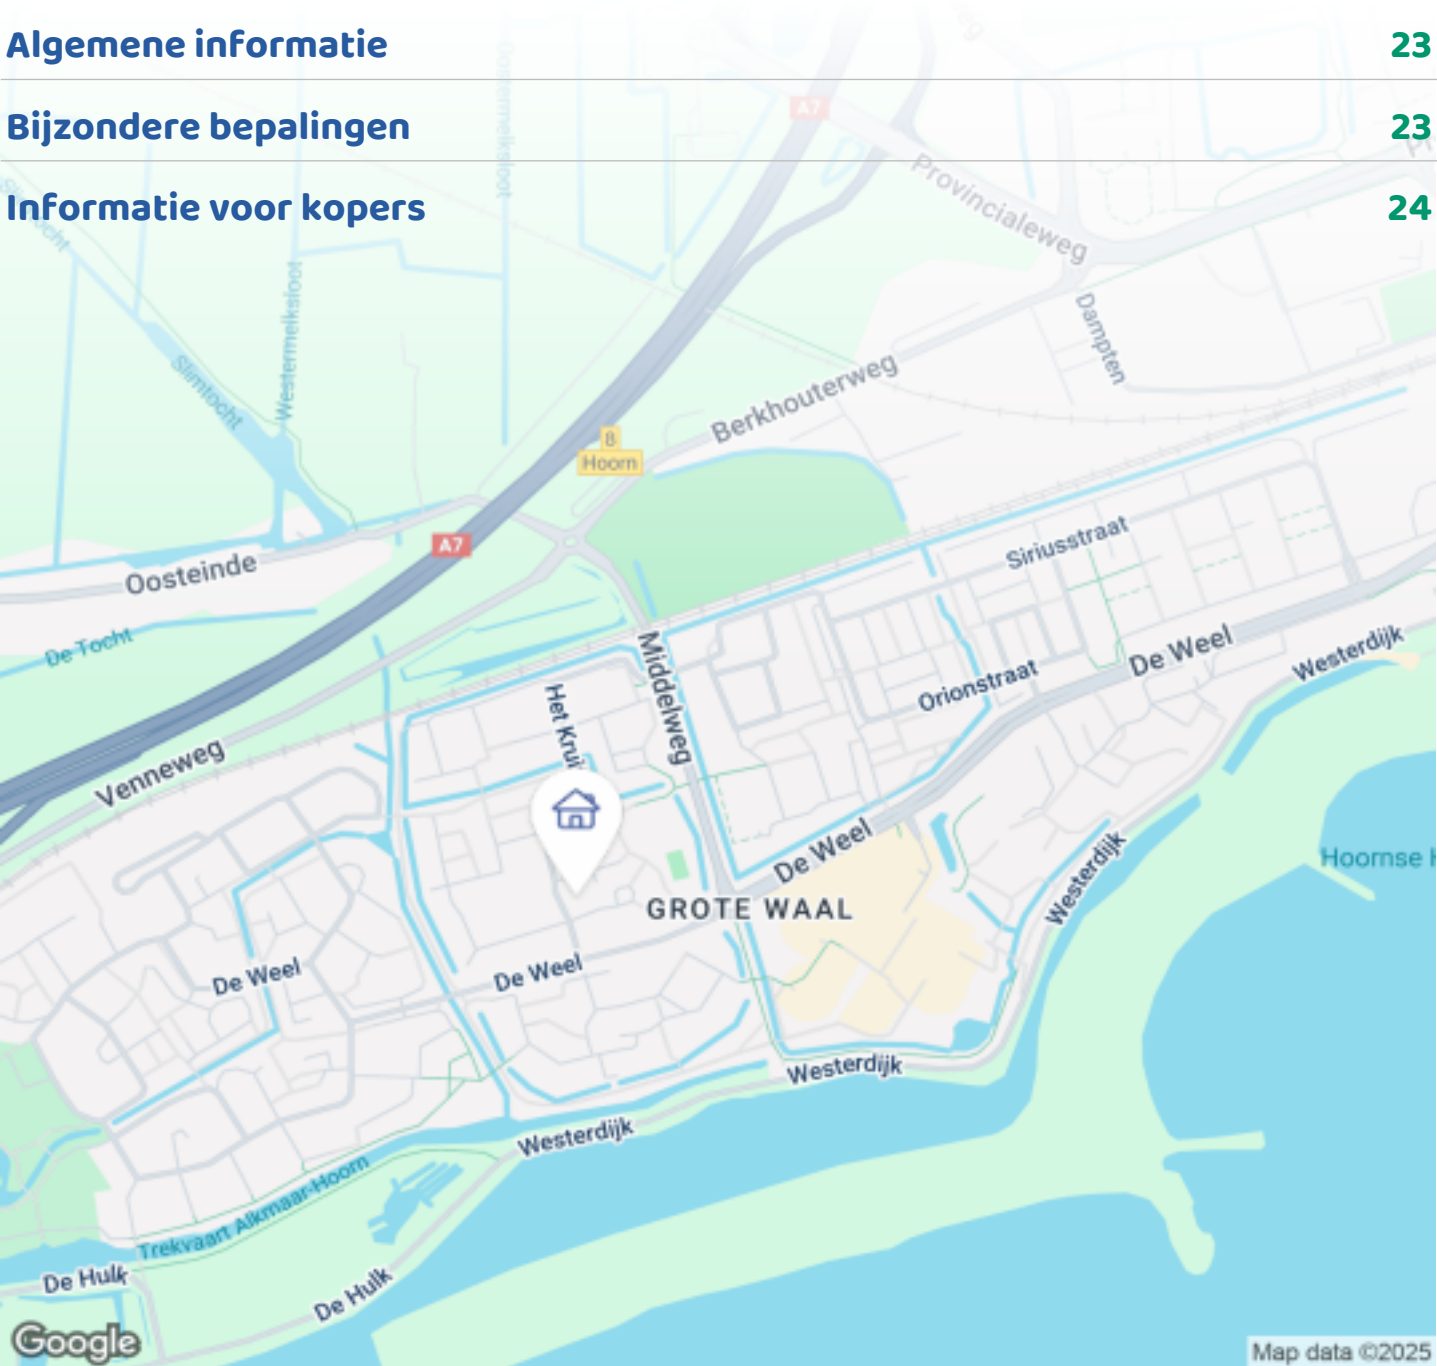 Algemene informatie 23
Bijzondere bepalingen 23
Informatie voor kopers 24
A7
Provincialeweg
Westermelksloot
Slimtocht
Dampten
Berkhouterweg
8
Hoorn
A7
Oosteinde
De Tocht
Siriusstraat
De Weel
Westerdijk
Orionstraat
Middelweg
Het Krui
Venneweg
De Weel
Westerdijk
Hoornse H
GROTE WAAL
De Weel
De Weel
Westerdijk
Westerdijk
Trekvaart Alkmaar-Hoorn
De Hulk
De Hulk
Google
Map data ©2025